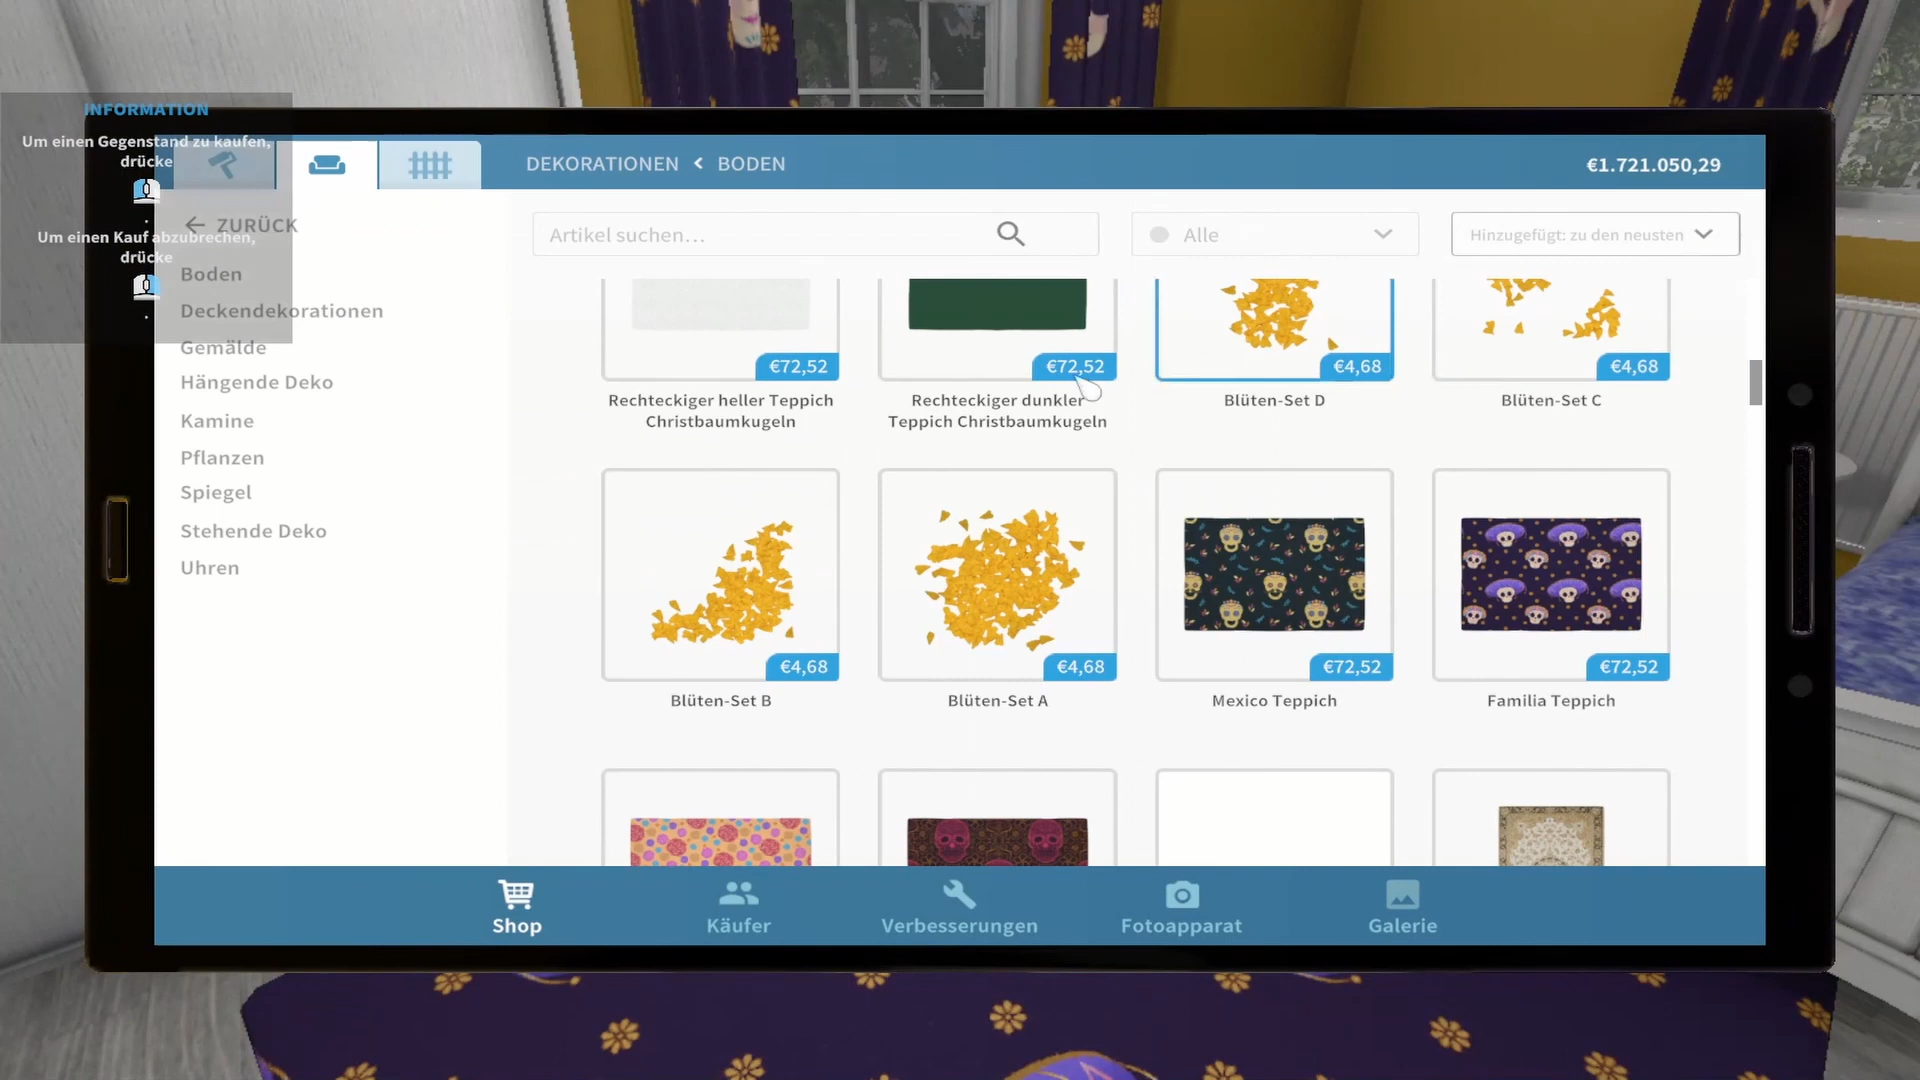 INFORMATION
Um einen Gegenstand zu kaufen,
drücke
.
Um einen Kauf abzubrechen,
drücke
.
DEKORATIONEN < BODEN
€1.721.050,29
← ZURÜCK
Boden
Deckendekorationen
Gemälde
Hängende Deko
Kamine
Pflanzen
Spiegel
Stehende Deko
Uhren
Artikel suchen...
Alle
Hinzugefügt: zu den neusten
€72,52
€72,52
€4,68
€4,68
Rechteckiger heller Teppich
Christbaumkugeln
Rechteckiger dunkler
Teppich Christbaumkugeln
Blüten-Set D
Blüten-Set C
€4,68
€4,68
€72,52
€72,52
Blüten-Set B
Blüten-Set A
Mexico Teppich
Familia Teppich
Shop
Käufer
Verbesserungen
Fotoapparat
Galerie